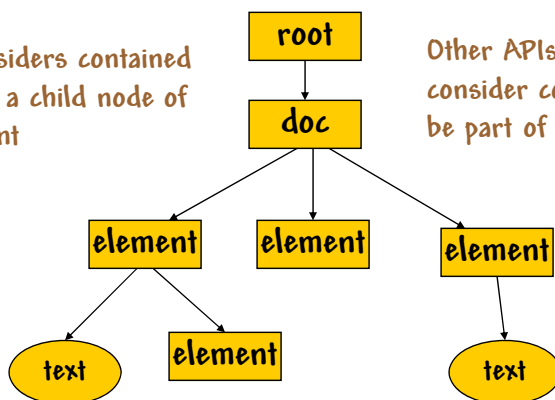 root
siders contained
a child node of
nt
Other APIs
consider co
be part of
doc
element
element
element
text
element
text